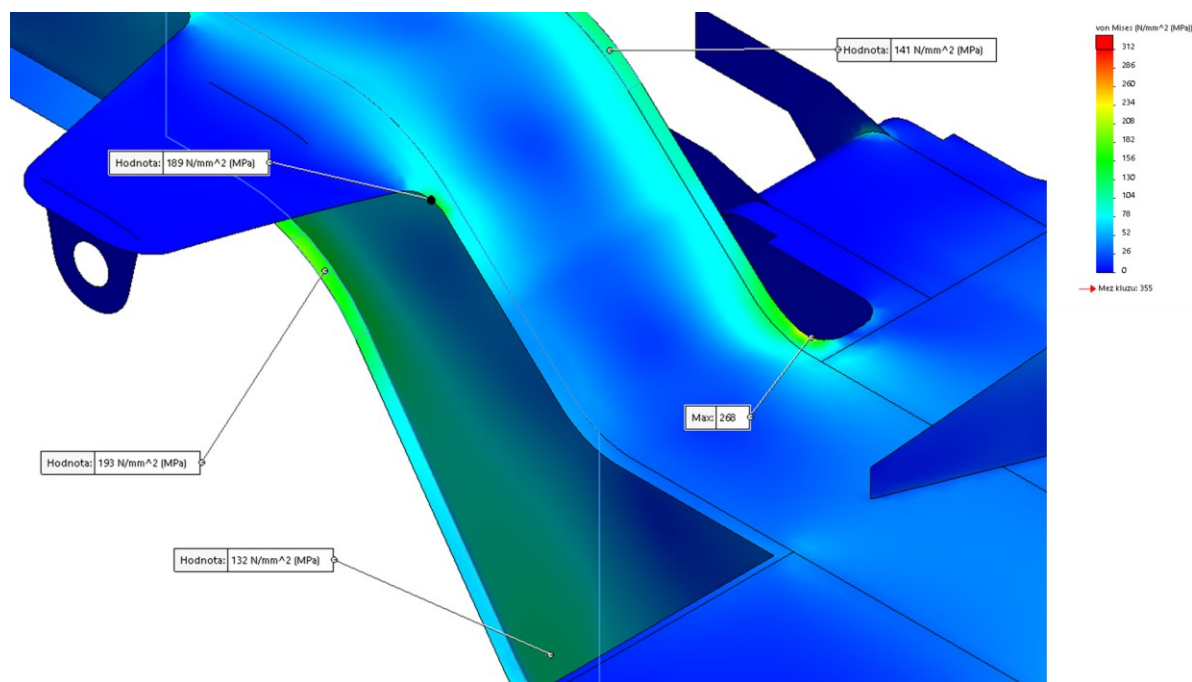 von Mises (N/mm^2 (MPa))
312
286
260
234
208
182
156
130
104
78
52
26
0
Mez kluzu: 355
Hodnota: 141 N/mm^2 (MPa)
Hodnota: 189 N/mm^2 (MPa)
Max: 268
Hodnota: 193 N/mm^2 (MPa)
Hodnota: 132 N/mm^2 (MPa)